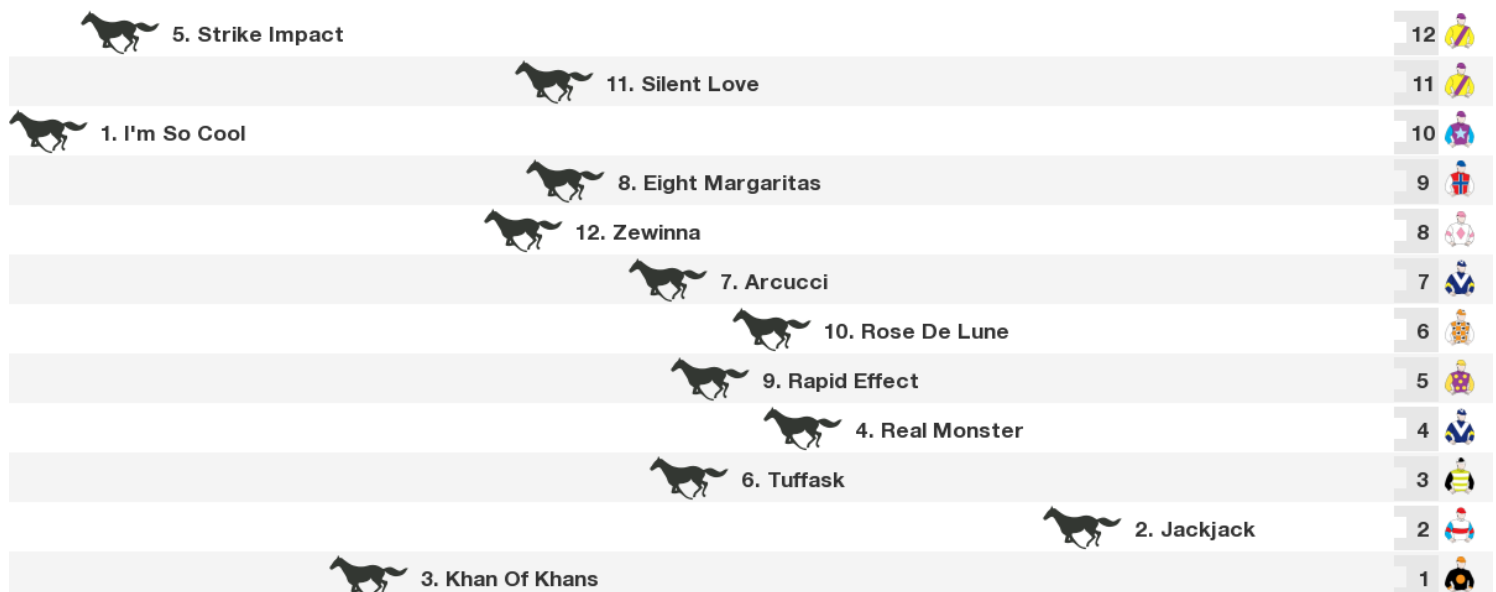 5. Strike Impact 12
11. Silent Love 11
1. I'm So Cool 10
8. Eight Margaritas 9
12. Zewinna 8
7. Arcucci 7
10. Rose De Lune 6
9. Rapid Effect 5
4. Real Monster 4
6. Tuffask 3
2. Jackjack 2
3. Khan Of Khans 1